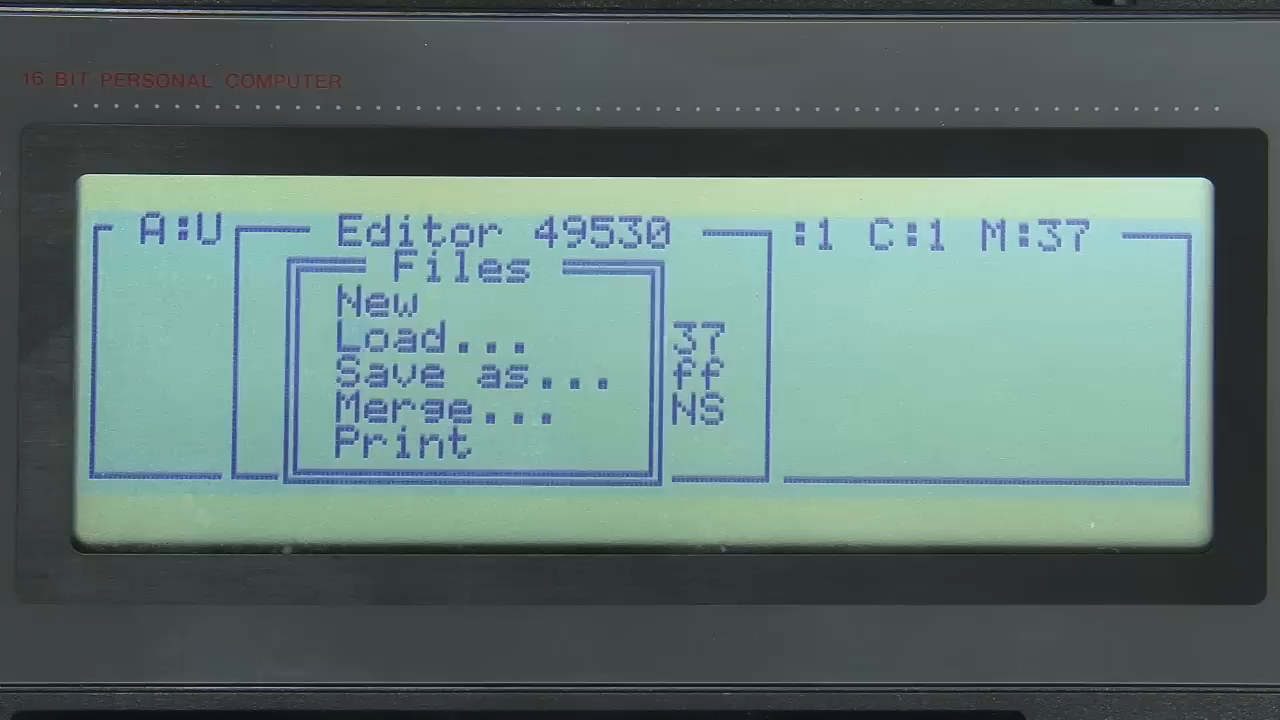 16 BIT PERSONAL COMPUTER
A:U Editor 49530 :1 C:1 M:37
Files
New
Load... 37
Save as... ff
Merge... NS
Print